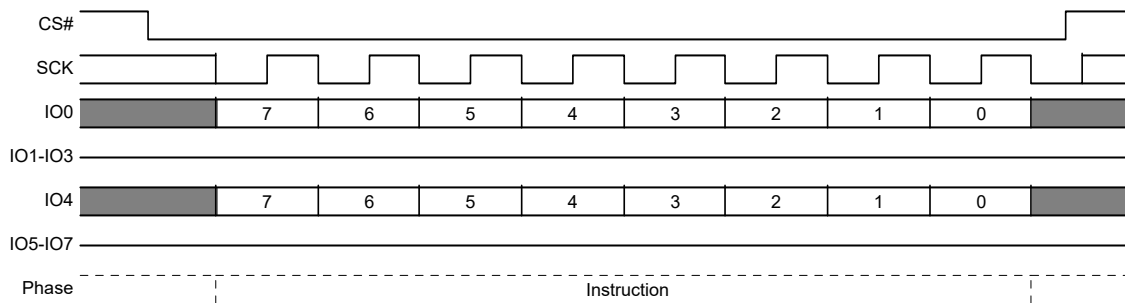 CS#
SCK
IO0 7 6 5 4 3 2 1 0
IO1-IO3
IO4 7 6 5 4 3 2 1 0
IO5-IO7
Phase Instruction